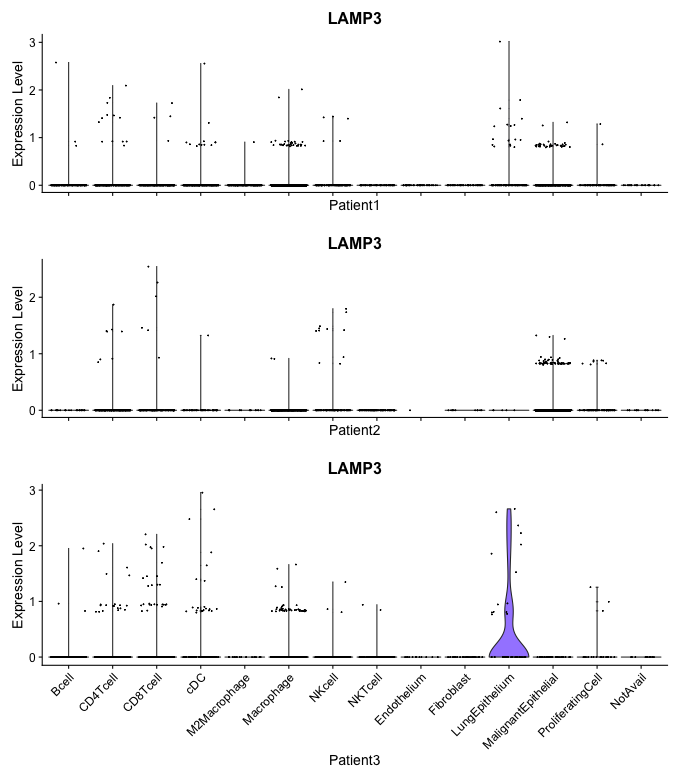 LAMP3
Expression Level
3
2
1
0
Patient1
LAMP3
Expression Level
2
1
0
Patient2
LAMP3
Expression Level
3
2
1
0
Bcell
CD4Tcell
CD8Tcell
cDC
M2Macrophage
Macrophage
NKcell
NKTcell
Endothelium
Fibroblast
LungEpithelium
MalignantEpithelial
ProliferatingCell
NotAvail
Patient3